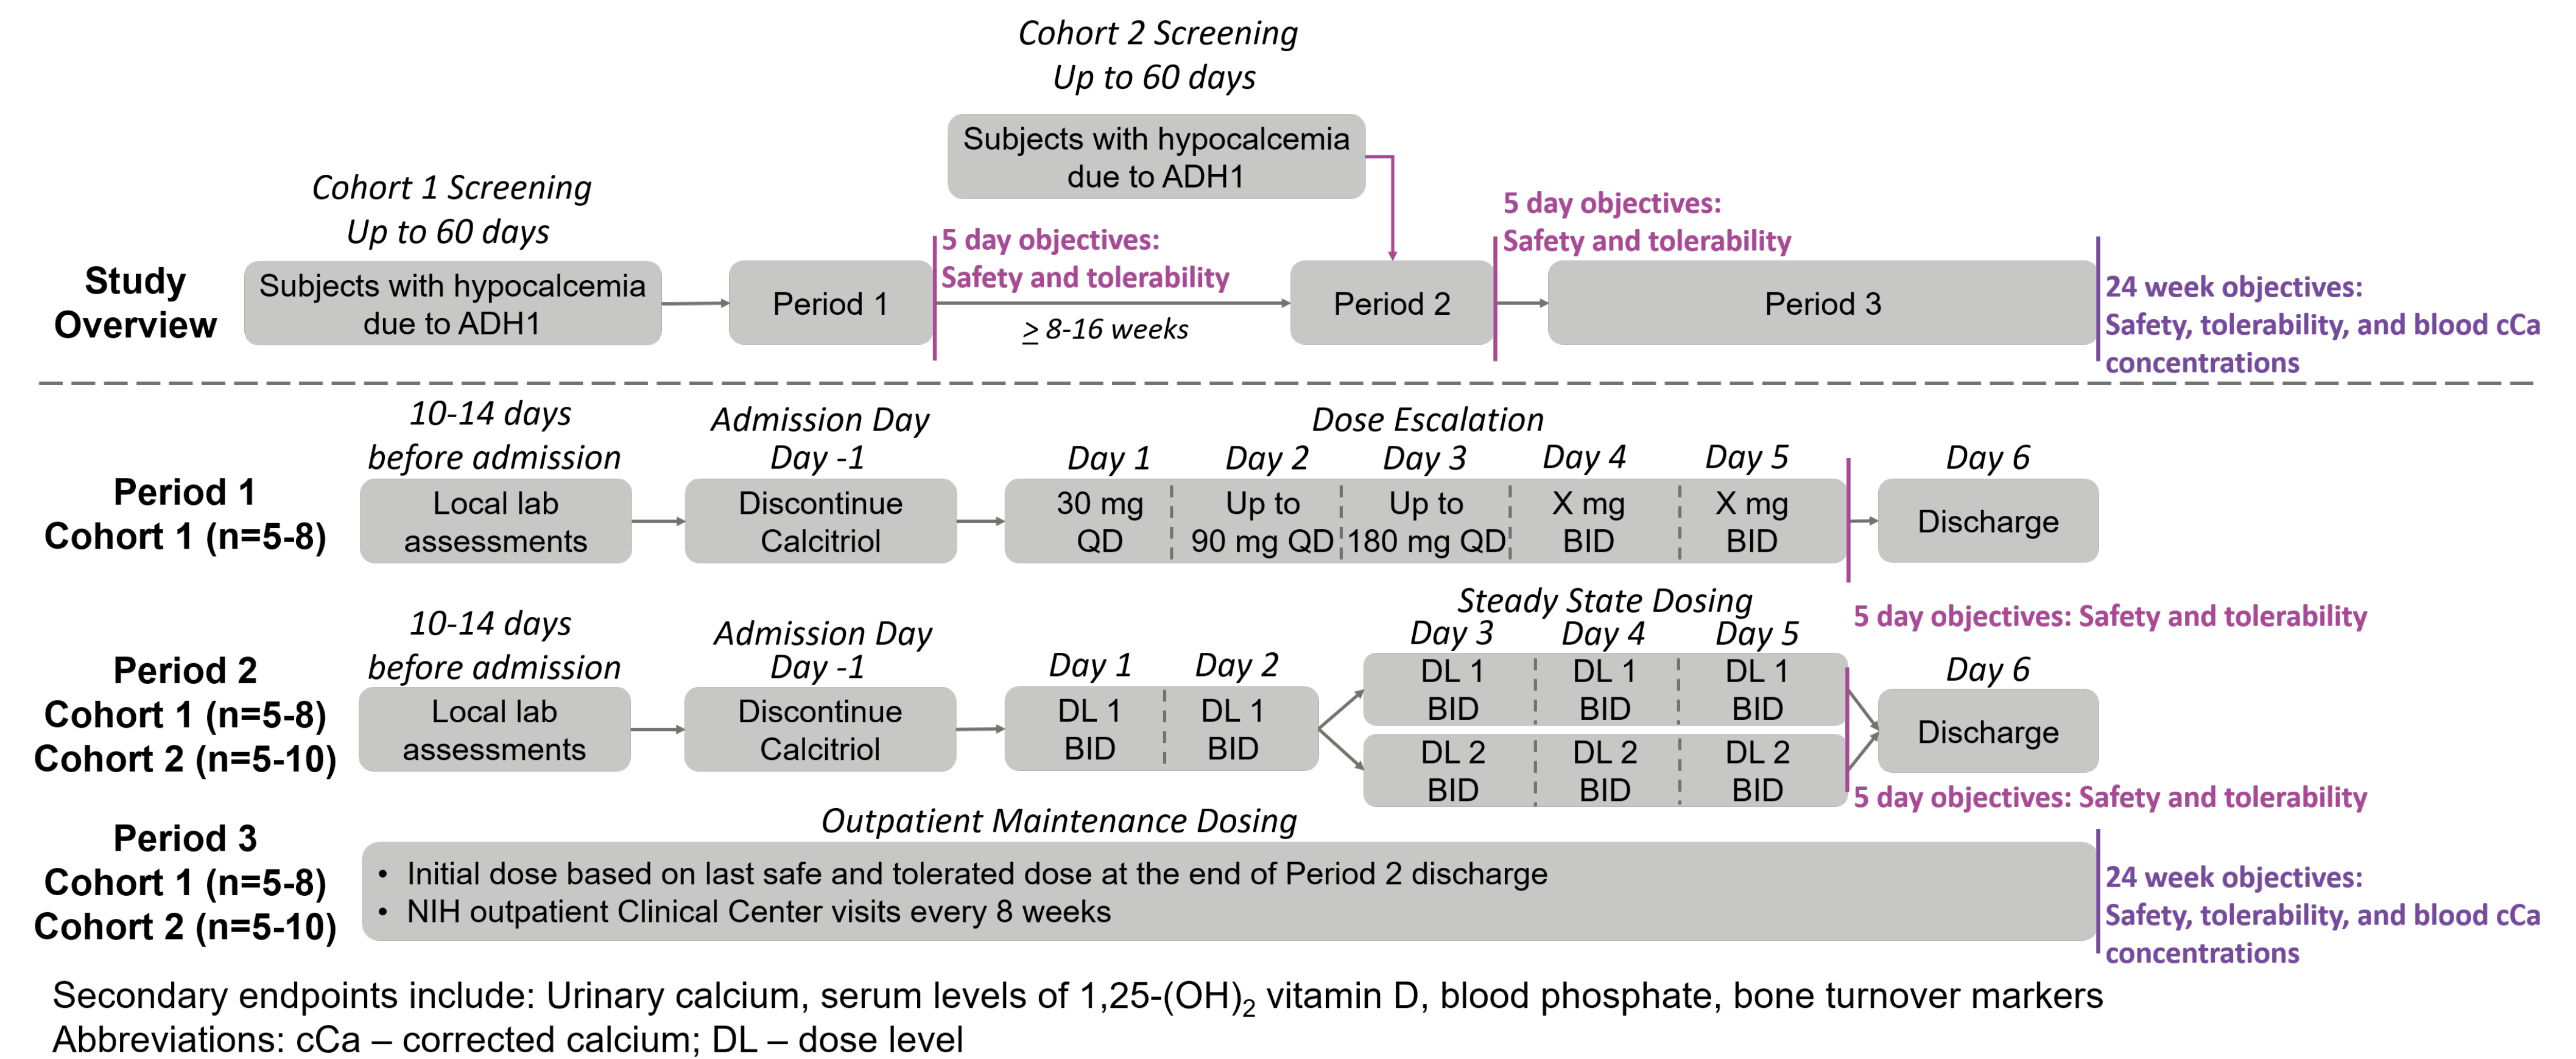 Cohort 2 Screening
Up to 60 days
Subjects with hypocalcemia
due to ADH1
Cohort 1 Screening
Up to 60 days
Study
Overview
Subjects with hypocalcemia
due to ADH1
Period 1
5 day objectives:
Safety and tolerability
≥ 8-16 weeks
Period 2
5 day objectives:
Safety and tolerability
Period 3
24 week objectives:
Safety, tolerability, and blood cCa
concentrations
Period 1
Cohort 1 (n=5-8)
10-14 days
before admission
Local lab
assessments
Admission Day
Day -1
Discontinue
Calcitriol
Dose Escalation
Day 1
30 mg
QD
Day 2
Up to
90 mg QD
Day 3
Up to
180 mg QD
Day 4
X mg
BID
Day 5
X mg
BID
Day 6
Discharge
5 day objectives: Safety and tolerability
Period 2
Cohort 1 (n=5-8)
Cohort 2 (n=5-10)
10-14 days
before admission
Local lab
assessments
Admission Day
Day -1
Discontinue
Calcitriol
Day 1
DL 1
BID
Day 2
DL 1
BID
Steady State Dosing
Day 3
Day 4
Day 5
DL 1
BID
DL 1
BID
DL 1
BID
DL 2
BID
DL 2
BID
DL 2
BID
Day 6
Discharge
5 day objectives: Safety and tolerability
Period 3
Cohort 1 (n=5-8)
Cohort 2 (n=5-10)
Outpatient Maintenance Dosing
• Initial dose based on last safe and tolerated dose at the end of Period 2 discharge
• NIH outpatient Clinical Center visits every 8 weeks
24 week objectives:
Safety, tolerability, and blood cCa
concentrations
Secondary endpoints include: Urinary calcium, serum levels of 1,25-(OH)₂ vitamin D, blood phosphate, bone turnover markers
Abbreviations: cCa – corrected calcium; DL – dose level